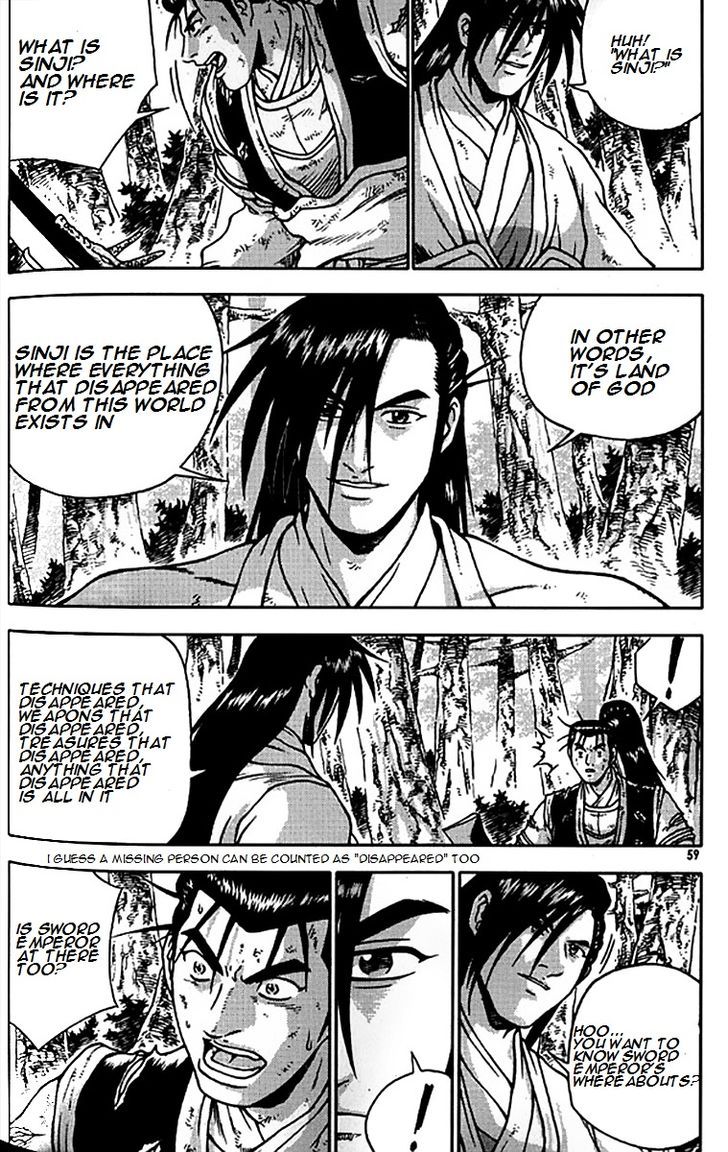 WHAT IS
SINJI?
AND WHERE
IS IT?
HUH!
"WHAT IS
SINJI?"
SINJI IS THE PLACE
WHERE EVERYTHING
THAT DISAPPEARED
FROM THIS WORLD
EXISTS IN
IN OTHER
WORDS,
IT'S LAND
OF GOD
TECHNIQUES THAT
DISAPPEARED,
WEAPONS THAT
DISAPPEARED,
TREASURES THAT
DISAPPEARED,
ANYTHING THAT
DISAPPEARED
IS ALL IN IT
!
I GUESS A MISSING PERSON CAN BE COUNTED AS "DISAPPEARED" TOO
59
IS SWORD
EMPEROR
AT THERE
TOO?
!
HOO...
YOU WANT TO
KNOW SWORD
EMPEROR'S
WHEREABOUTS?